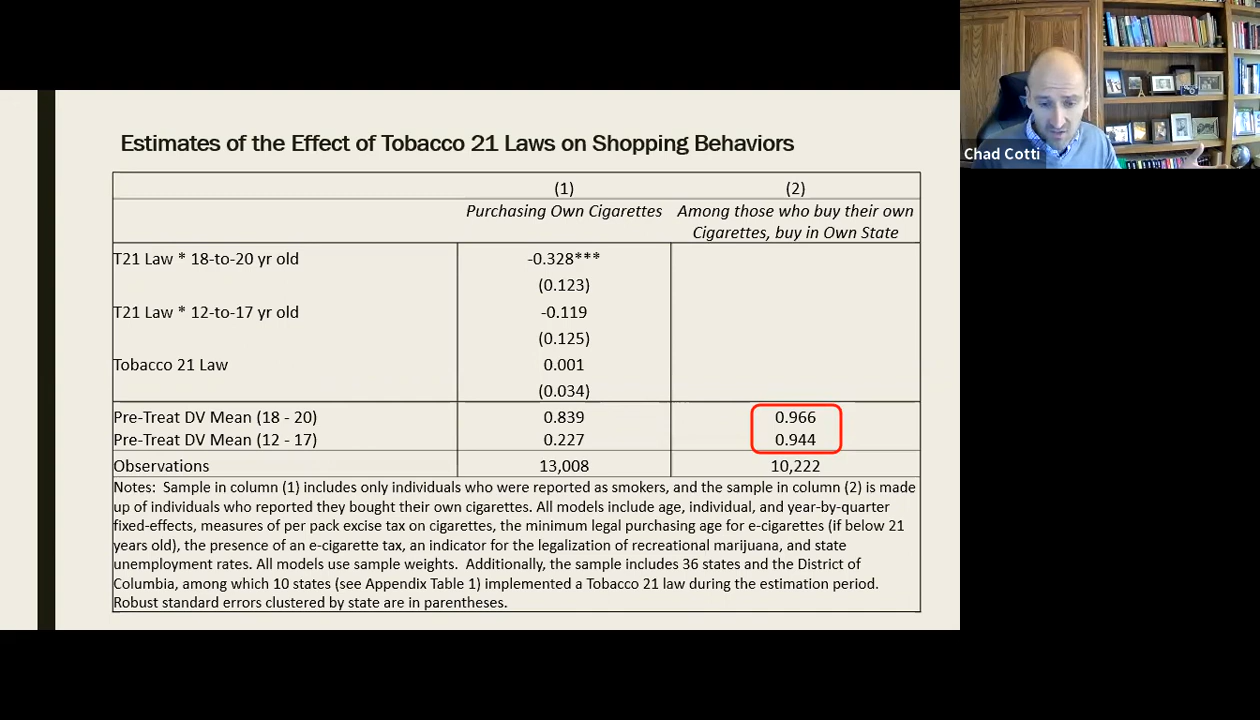 Chad Cotti
Estimates of the Effect of Tobacco 21 Laws on Shopping Behaviors
(1) (2)
Purchasing Own Cigarettes Among those who buy their own
Cigarettes, buy in Own State
T21 Law * 18-to-20 yr old -0.328***
(0.123)
T21 Law * 12-to-17 yr old -0.119
(0.125)
Tobacco 21 Law 0.001
(0.034)
Pre-Treat DV Mean (18 - 20) 0.839 0.966
Pre-Treat DV Mean (12 - 17) 0.227 0.944
Observations 13,008 10,222
Notes: Sample in column (1) includes only individuals who were reported as smokers, and the sample in column (2) is made
up of individuals who reported they bought their own cigarettes. All models include age, individual, and year-by-quarter
fixed-effects, measures of per pack excise tax on cigarettes, the minimum legal purchasing age for e-cigarettes (if below 21
years old), the presence of an e-cigarette tax, an indicator for the legalization of recreational marijuana, and state
unemployment rates. All models use sample weights. Additionally, the sample includes 36 states and the District of
Columbia, among which 10 states (see Appendix Table 1) implemented a Tobacco 21 law during the estimation period.
Robust standard errors clustered by state are in parentheses.